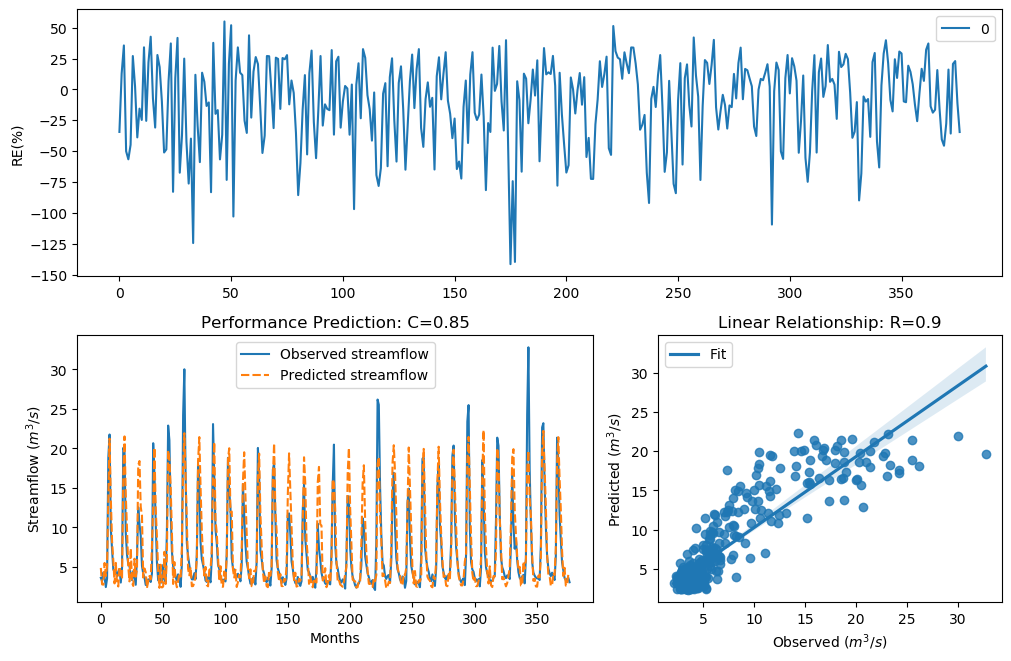 50
25
0
−25
−50
−75
−100
−125
−150
RE(%)
0
0 50 100 150 200 250 300 350
Performance Prediction: C=0.85
Observed streamflow
Predicted streamflow
30
25
20
15
10
5
Streamflow (m³/s)
0 50 100 150 200 250 300 350
Months
Linear Relationship: R=0.9
Fit
30
25
20
15
10
5
Predicted (m³/s)
5 10 15 20 25 30
Observed (m³/s)